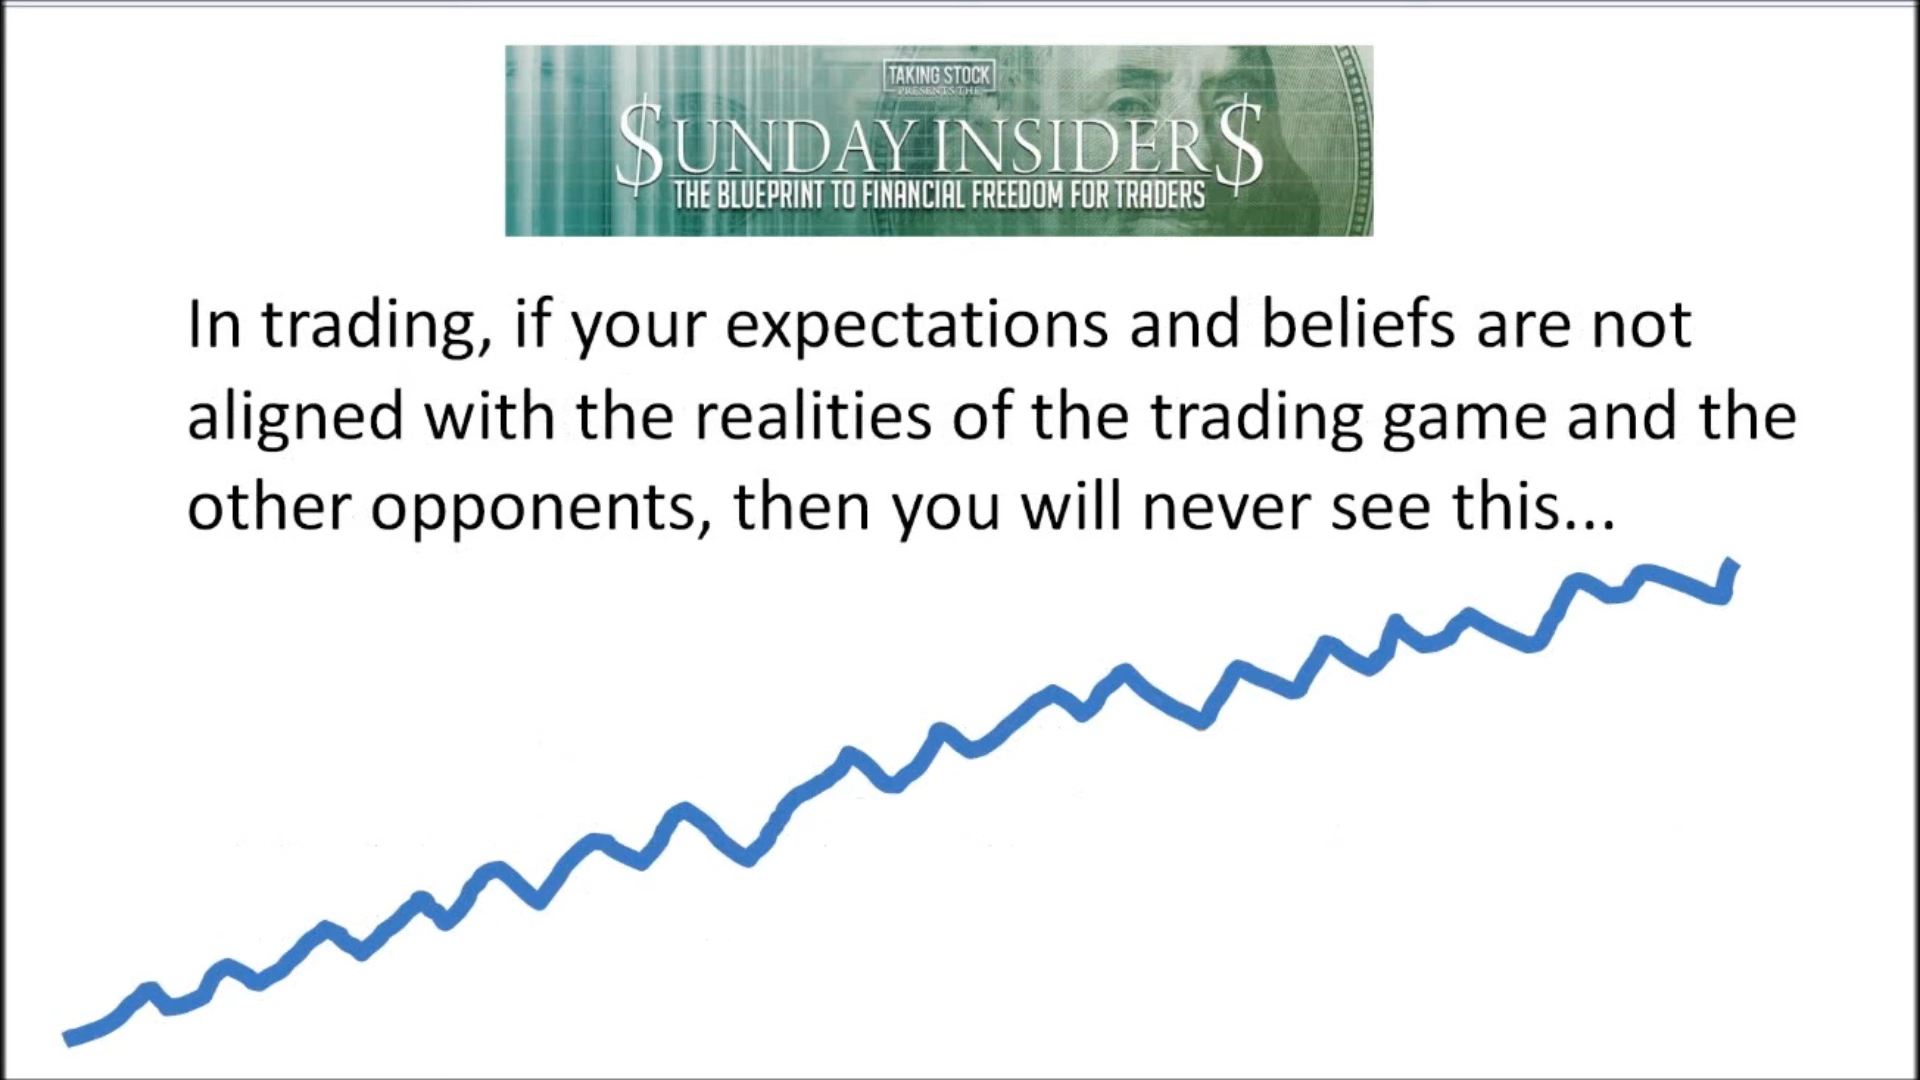 TAKING STOCK
PRESENTS THE
$UNDAY INSIDER$
THE BLUEPRINT TO FINANCIAL FREEDOM FOR TRADERS
In trading, if your expectations and beliefs are not
aligned with the realities of the trading game and the
other opponents, then you will never see this...